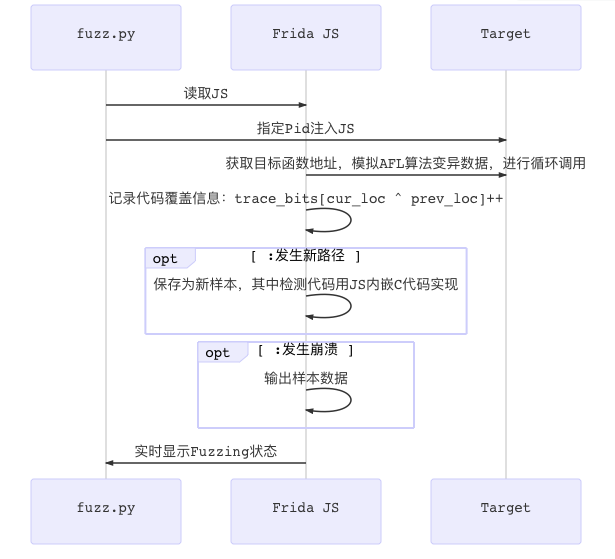 fuzz.py
Frida JS
Target
读取JS
指定Pid注入JS
获取目标函数地址，模拟AFL算法变异数据，进行循环调用
记录代码覆盖信息：trace_bits[cur_loc ^ prev_loc]++
opt
[ :发生新路径 ]
保存为新样本，其中检测代码用JS内嵌C代码实现
opt
[ :发生崩溃 ]
输出样本数据
实时显示Fuzzing状态
fuzz.py
Frida JS
Target